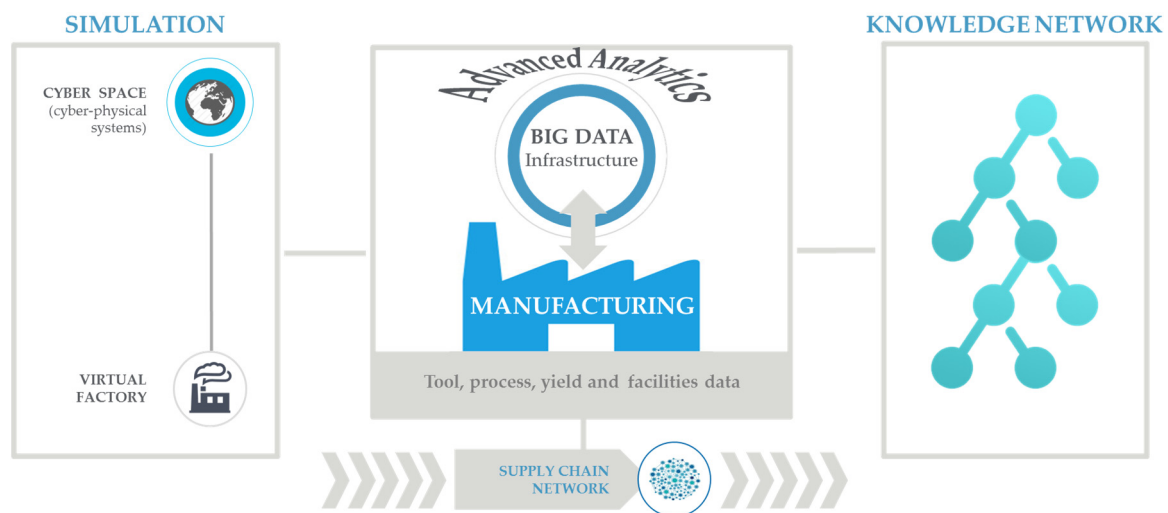 SIMULATION
CYBER SPACE
(cyber-physical
systems)
VIRTUAL
FACTORY
Advanced Analytics
BIG DATA
Infrastructure
MANUFACTURING
Tool, process, yield and facilities data
SUPPLY CHAIN
NETWORK
KNOWLEDGE NETWORK